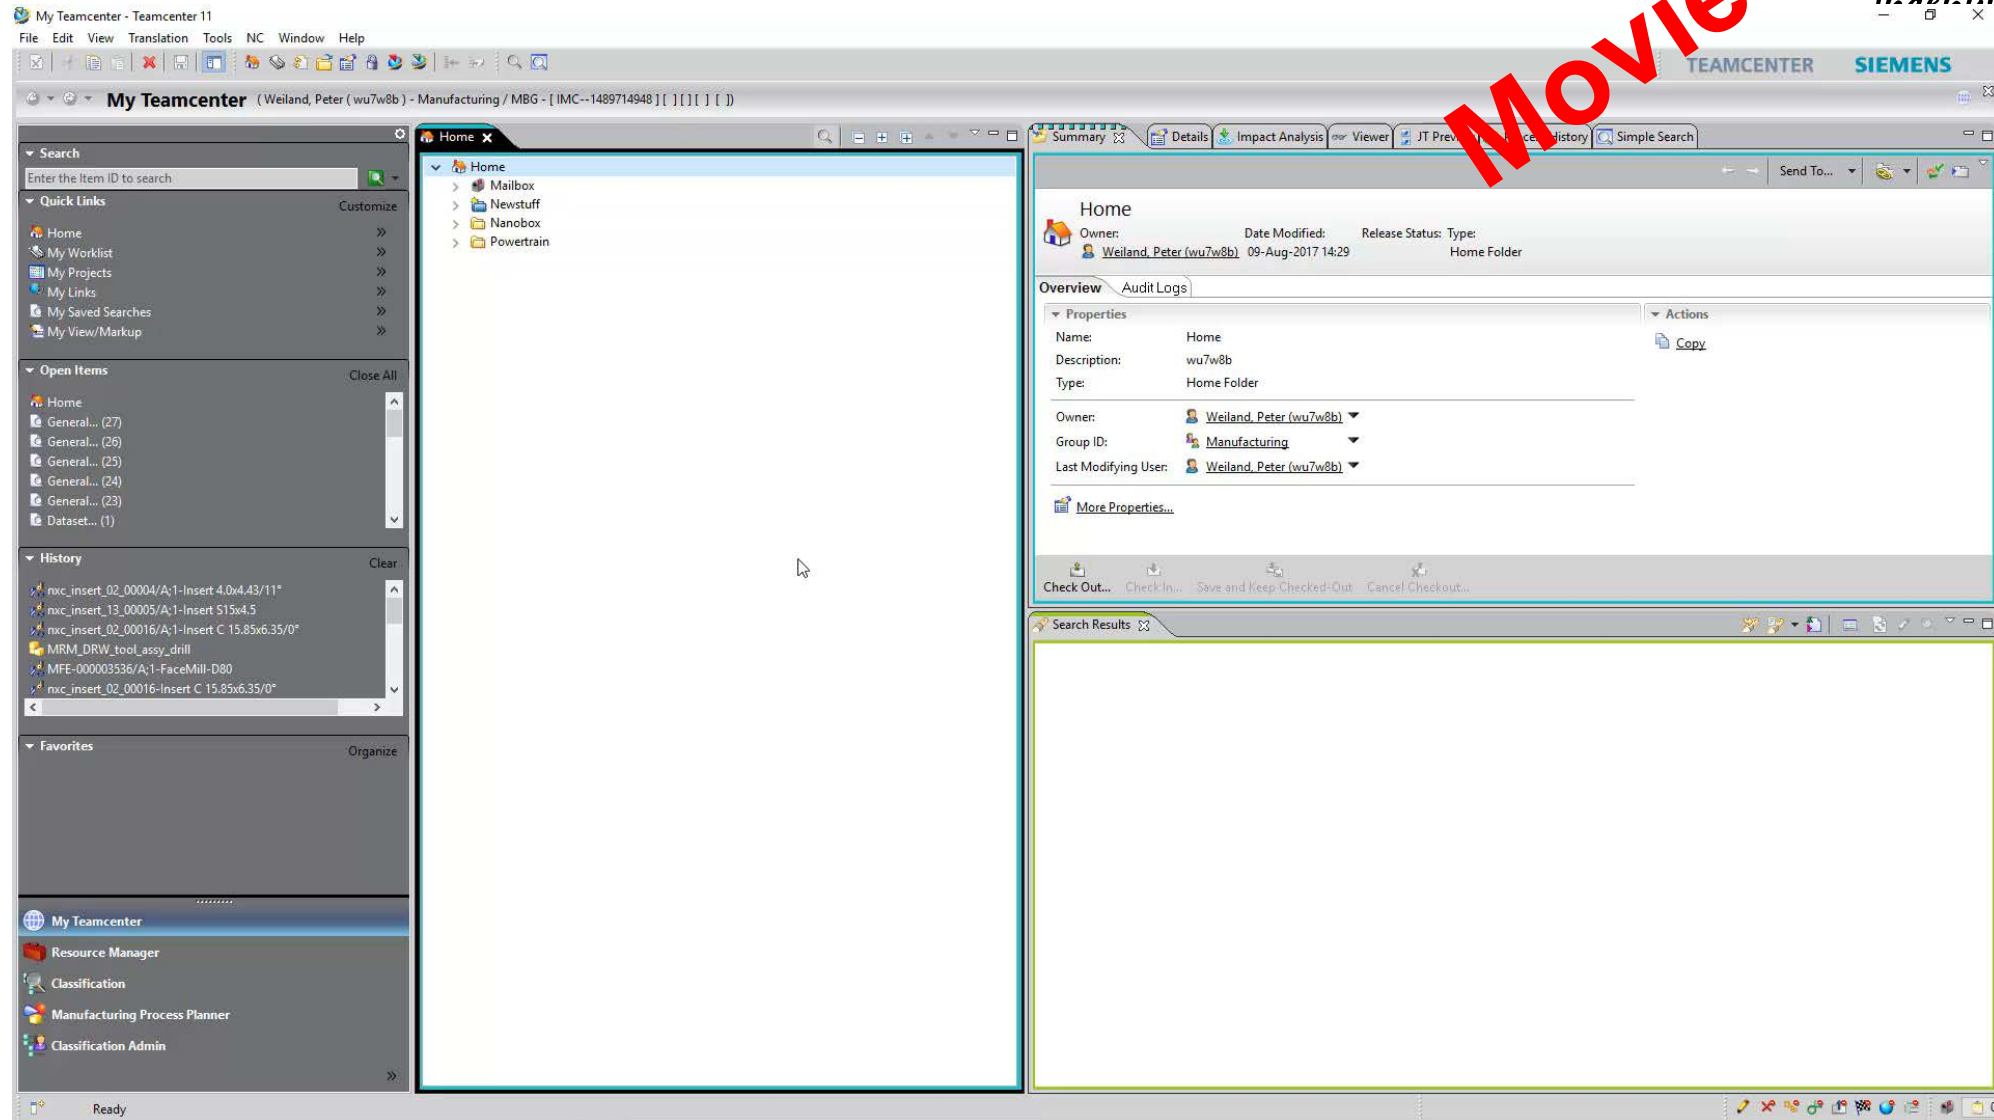 My Teamcenter - Teamcenter 11
File Edit View Translation Tools NC Window Help
TEAMCENTER SIEMENS
My Teamcenter (Weiland, Peter ( wu7w8b ) - Manufacturing / MBG - [ IMC--1489714948 ] [ ] [ ] [ ] [ ])
Movie
Search
Enter the Item ID to search
Quick Links Customize
Home
My Worklist
My Projects
My Links
My Saved Searches
My View/Markup
Open Items Close All
Home
General... (27)
General... (26)
General... (25)
General... (24)
General... (23)
Dataset... (1)
History Clear
nxc_insert_02_00004/A;1-Insert 4.0x4.43/11°
nxc_insert_13_00005/A;1-Insert S15x4.5
nxc_insert_02_00016/A;1-Insert C 15.85x6.35/0°
MRM_DRW_tool_assy_drill
MFE-000003536/A;1-FaceMill-D80
nxc_insert_02_00016-Insert C 15.85x6.35/0°
Favorites Organize
My Teamcenter
Resource Manager
Classification
Manufacturing Process Planner
Classification Admin
Ready
Home
Home
Mailbox
Newstuff
Nanobox
Powertrain
Summary Details Impact Analysis Viewer JT Prev History Simple Search
Send To...
Home
Owner: Date Modified: Release Status: Type:
Weiland, Peter (wu7w8b) 09-Aug-2017 14:29 Home Folder
Overview Audit Logs
Properties
Name: Home
Description: wu7w8b
Type: Home Folder
Owner: Weiland, Peter (wu7w8b)
Group ID: Manufacturing
Last Modifying User: Weiland, Peter (wu7w8b)
More Properties...
Actions
Copy
Check Out... Check In... Save and Keep Checked-Out Cancel Checkout...
Search Results